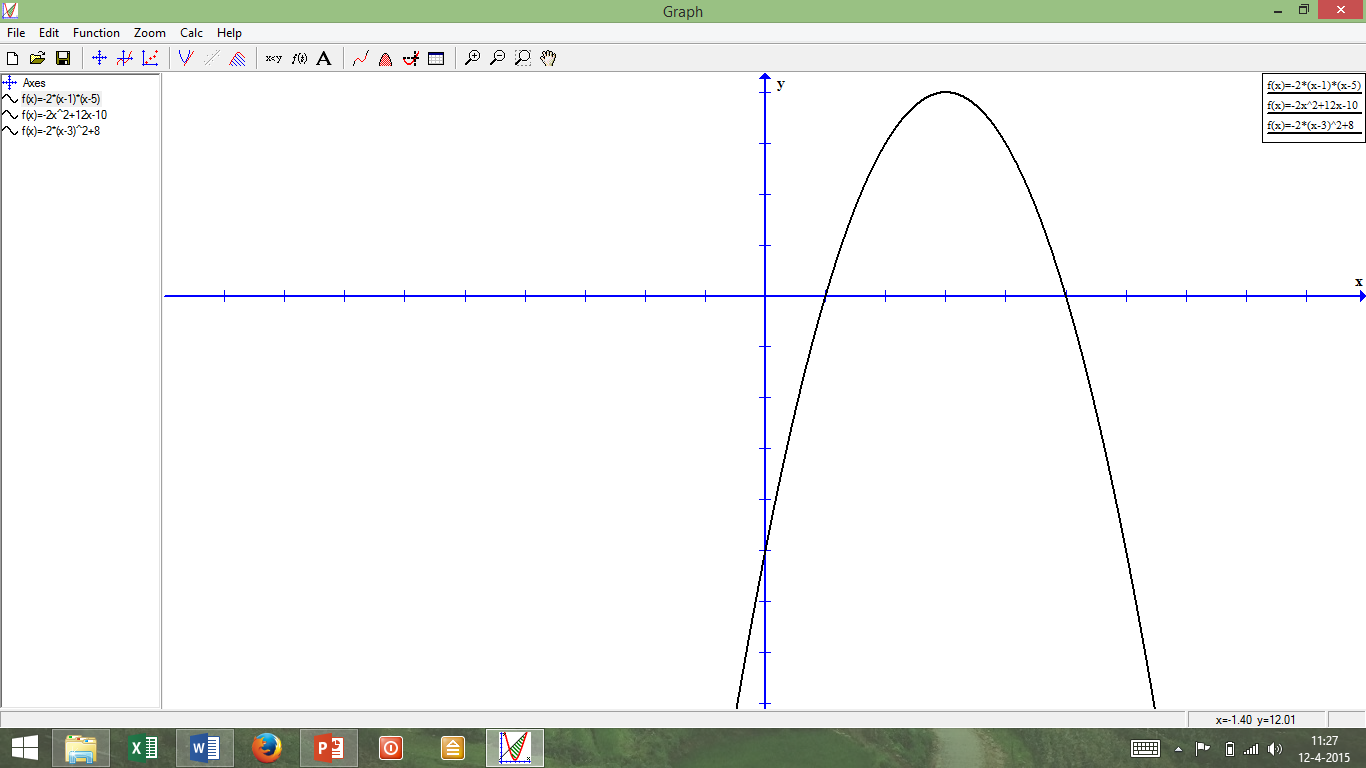 Graph
File Edit Function Zoom Calc Help
x<y f(t) A
Axes
f(x)=-2*(x-1)*(x-5)
f(x)=-2x^2+12x-10
f(x)=-2*(x-3)^2+8
y
x
f(x)=-2*(x-1)*(x-5)
f(x)=-2x^2+12x-10
f(x)=-2*(x-3)^2+8
x=-1.40 y=12.01
11:27
12-4-2015